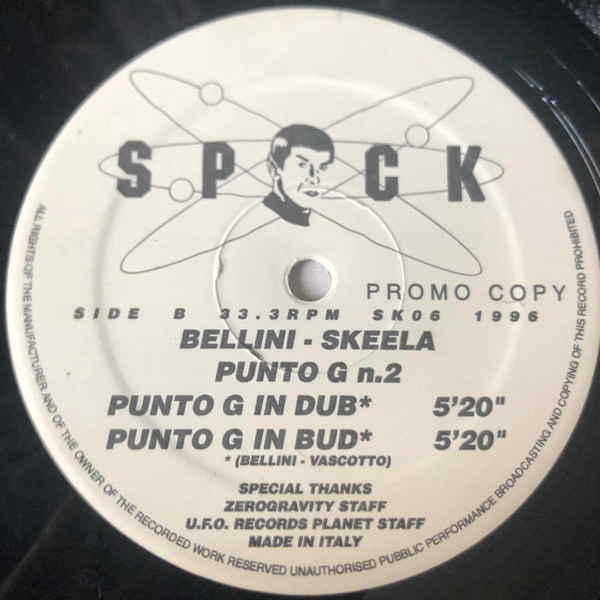 SPOCK
PROMO COPY
SIDE B 33.3RPM SK06 1996
BELLINI - SKEELA
PUNTO G n.2
PUNTO G IN DUB* 5'20"
PUNTO G IN BUD* 5'20"
* (BELLINI - VASCOTTO)
SPECIAL THANKS
ZEROGRAVITY STAFF
U.F.O. RECORDS PLANET STAFF
MADE IN ITALY
ALL RIGHTS OF THE MANUFACTURER AND OF THE OWNER OF THE RECORDED WORK RESERVED UNAUTHORISED PUBBLIC PERFORMANCE BROADCASTING AND COPYING OF THIS RECORD PROHIBITED